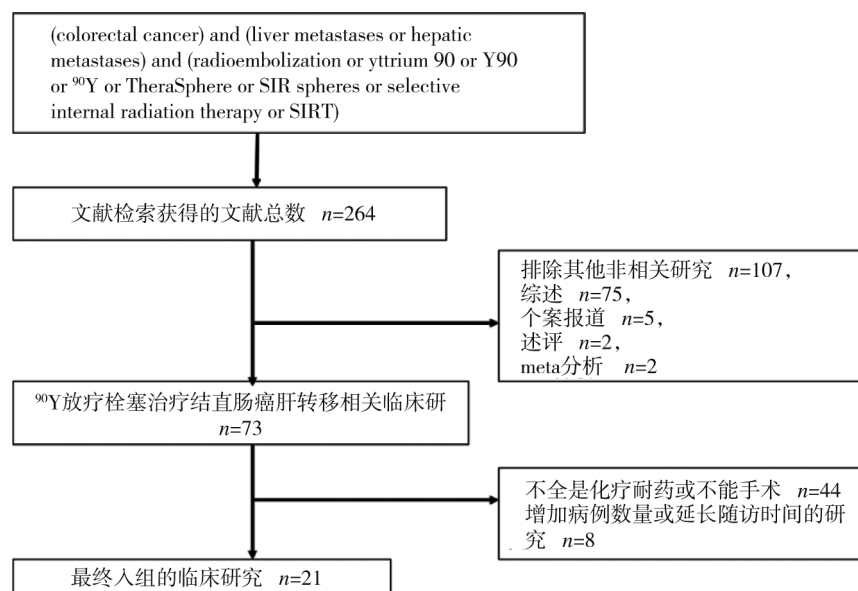 (colorectal cancer) and (liver metastases or hepatic
metastases) and (radioembolization or yttrium 90 or Y90
or ⁹⁰Y or TheraSphere or SIR spheres or selective
internal radiation therapy or SIRT)
文献检索获得的文献总数 n=264
排除其他非相关研究 n=107,
综述 n=75,
个案报道 n=5,
述评 n=2,
meta分析 n=2
⁹⁰Y放疗栓塞治疗结直肠癌肝转移相关临床研
n=73
不全是化疗耐药或不能手术 n=44
增加病例数量或延长随访时间的研
究 n=8
最终入组的临床研究 n=21